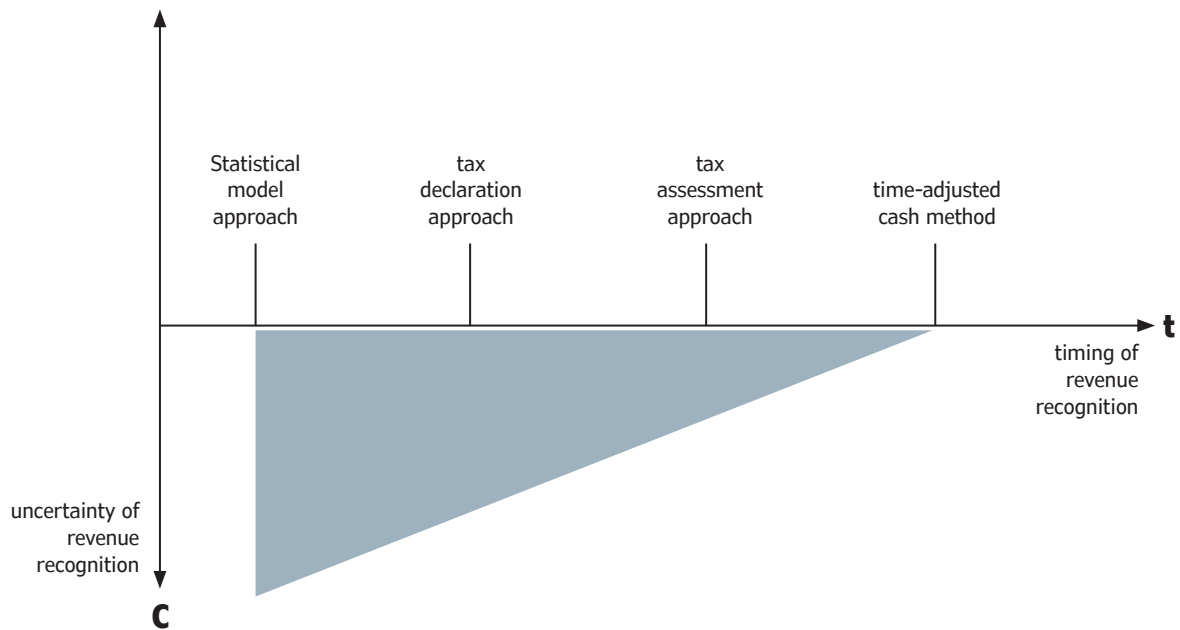 Statistical
model
approach
tax
declaration
approach
tax
assessment
approach
time-adjusted
cash method
t
timing of
revenue
recognition
uncertainty of
revenue
recognition
C